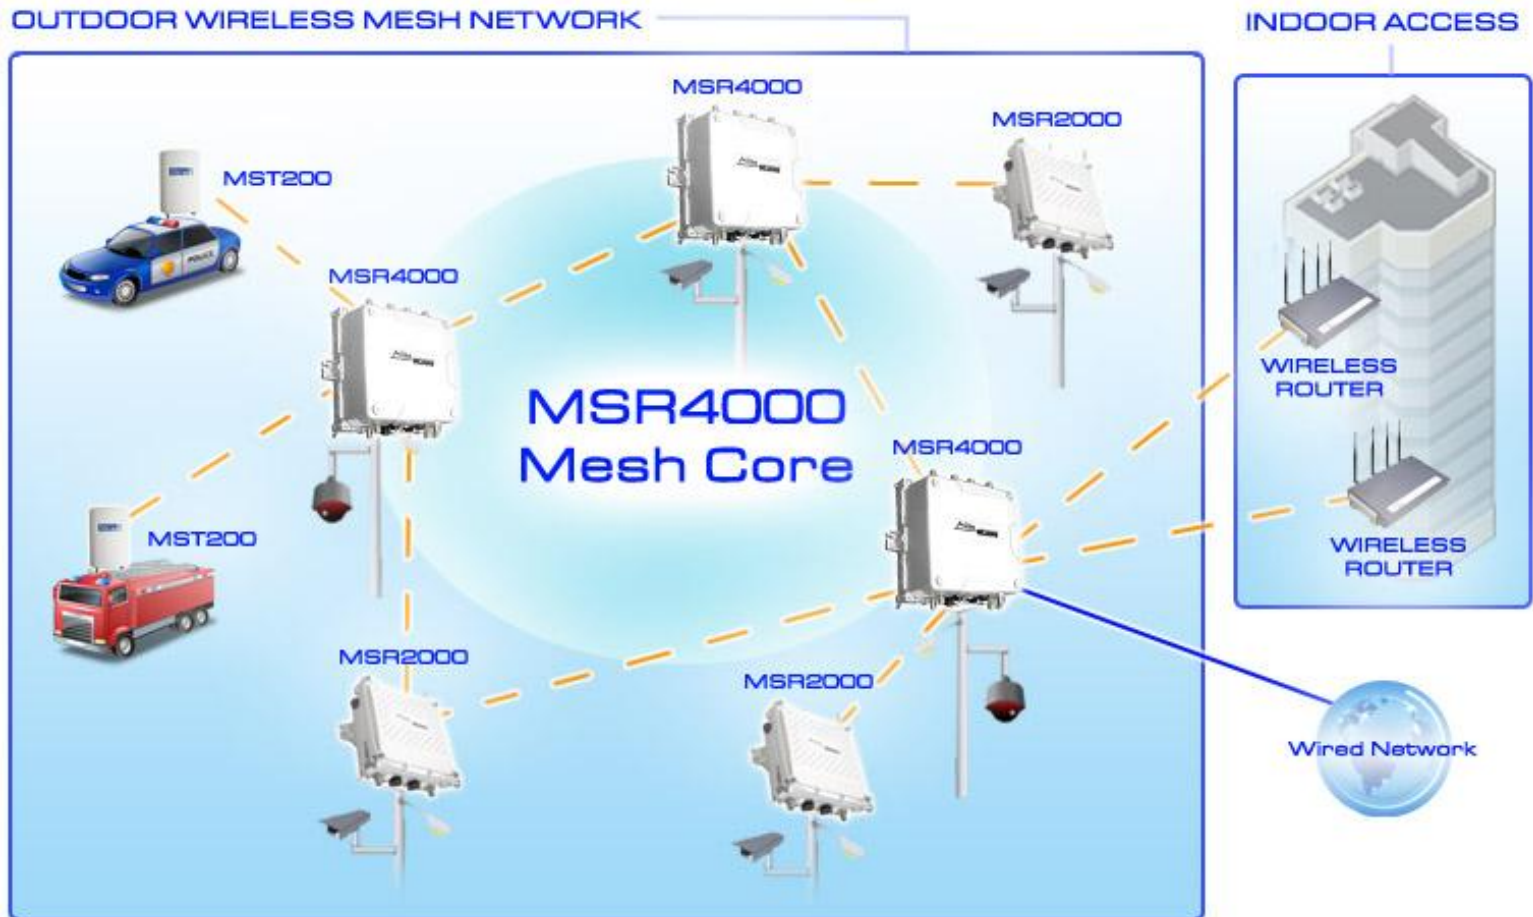 OUTDOOR WIRELESS MESH NETWORK
INDOOR ACCESS
MSR4000
MSR2000
MST200
POLICE
MSR4000
WIRELESS
ROUTER
MSR4000
Mesh Core
MSR4000
MST200
WIRELESS
ROUTER
MSR2000
MSR2000
Wired Network